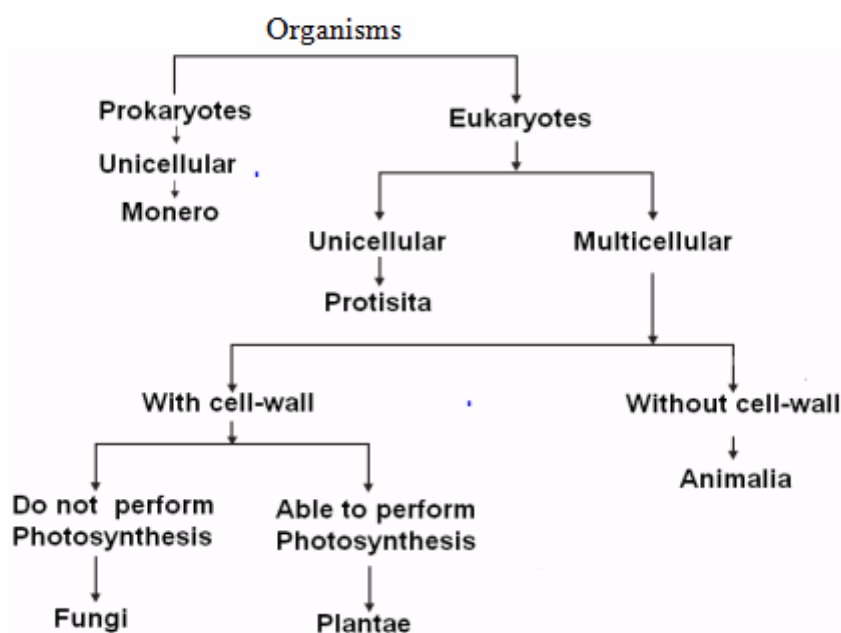 Organisms
Prokaryotes
Eukaryotes
Unicellular
Monero
Unicellular
Multicellular
Protisita
With cell-wall
Without cell-wall
Animalia
Do not perform
Photosynthesis
Able to perform
Photosynthesis
Fungi
Plantae